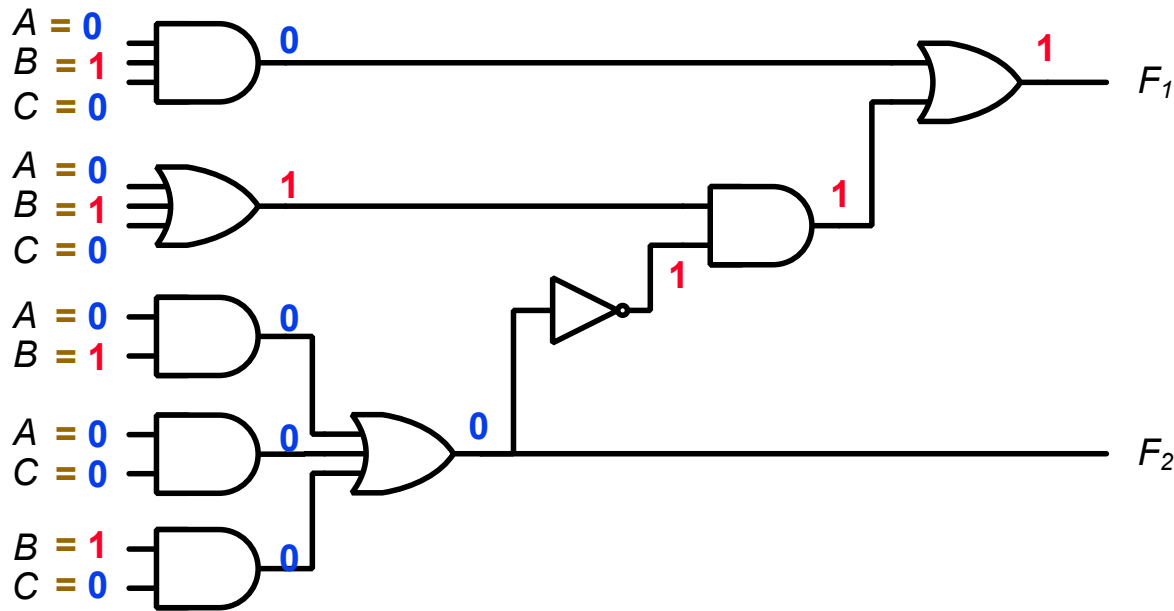 A = 0
0
1
B = 1
F1
C = 0
A = 0
1
1
B = 1
C = 0
1
A = 0
0
B = 1
A = 0
0
0
C = 0
F2
B = 1
0
C = 0